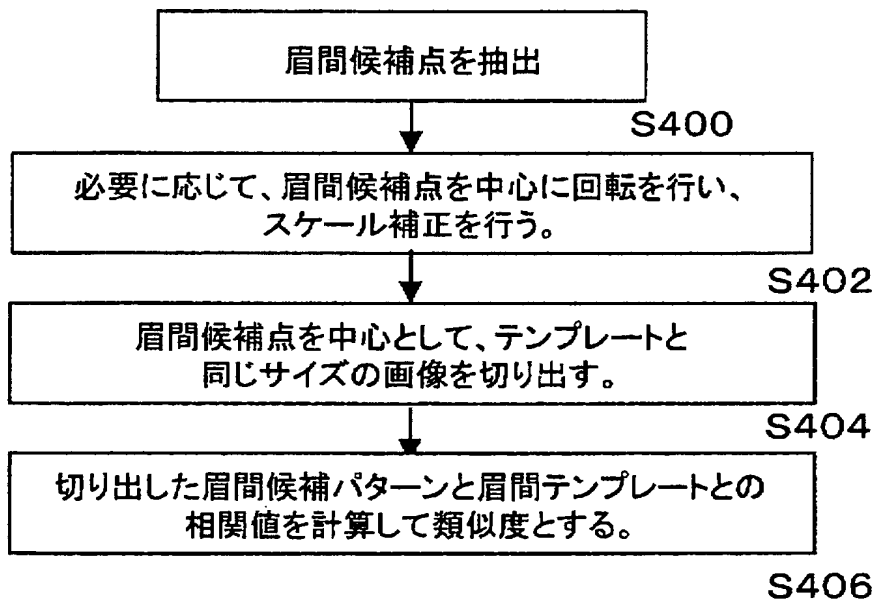 眉間候補点を抽出
S400
必要に応じて、眉間候補点を中心に回転を行い、
スケール補正を行う。
S402
眉間候補点を中心として、テンプレートと
同じサイズの画像を切り出す。
S404
切り出した眉間候補パターンと眉間テンプレートとの
相関値を計算して類似度とする。
S406